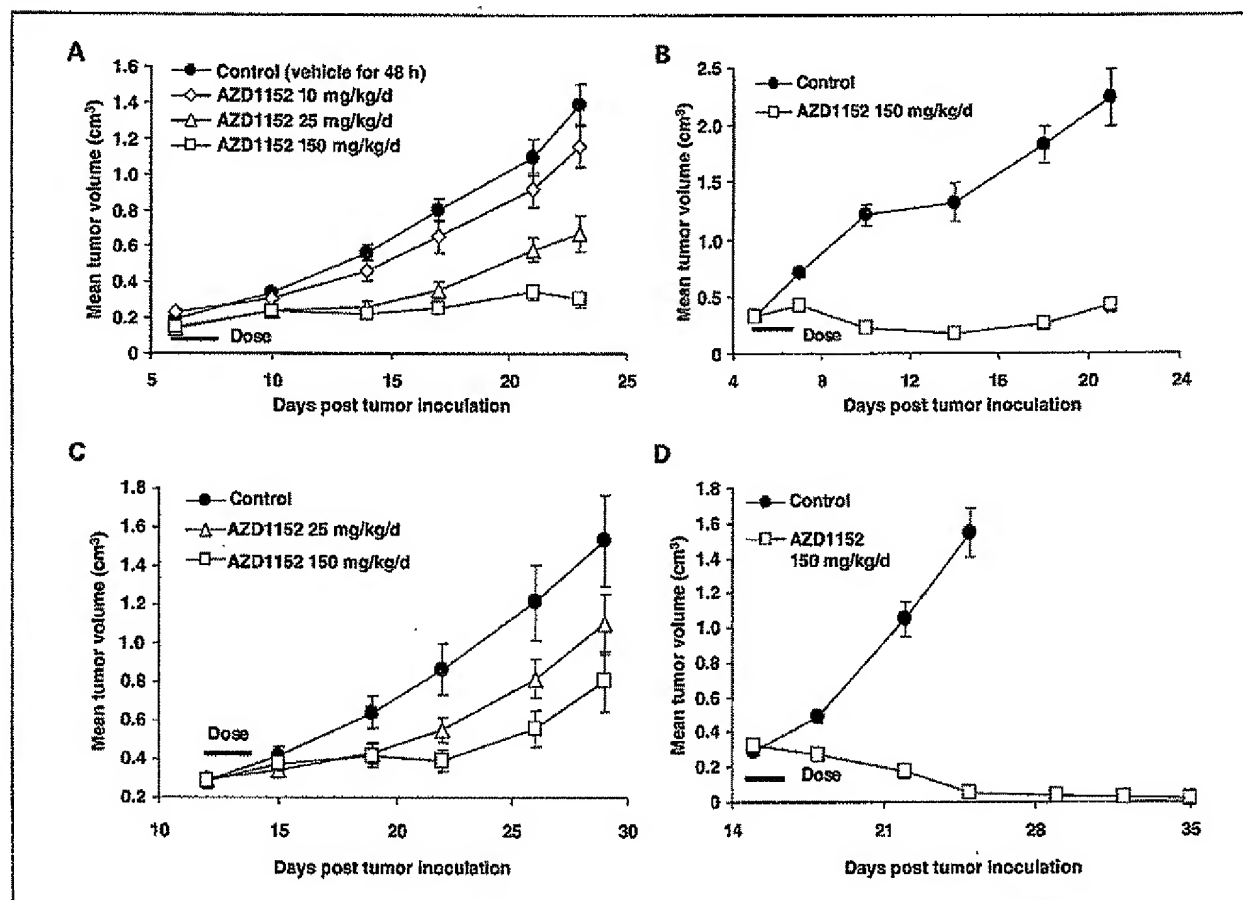 A
Control (vehicle for 48 h)
AZD1152 10 mg/kg/d
AZD1152 25 mg/kg/d
AZD1152 150 mg/kg/d
Mean tumor volume (cm³)
1.6
1.4
1.2
1.0
0.8
0.6
0.4
0.2
0
Dose
5 10 15 20 25
Days post tumor inoculation
B
Control
AZD1152 150 mg/kg/d
Mean tumor volume (cm³)
2.5
2.0
1.5
1.0
0.5
0
Dose
4 8 12 16 20 24
Days post tumor inoculation
C
Control
AZD1152 25 mg/kg/d
AZD1152 150 mg/kg/d
Mean tumor volume (cm³)
1.8
1.6
1.4
1.2
1.0
0.8
0.6
0.4
0.2
Dose
10 15 20 25 30
Days post tumor inoculation
D
Control
AZD1152
150 mg/kg/d
Mean tumor volume (cm³)
1.8
1.6
1.4
1.2
1.0
0.8
0.6
0.4
0.2
0
Dose
14 21 28 35
Days post tumor inoculation